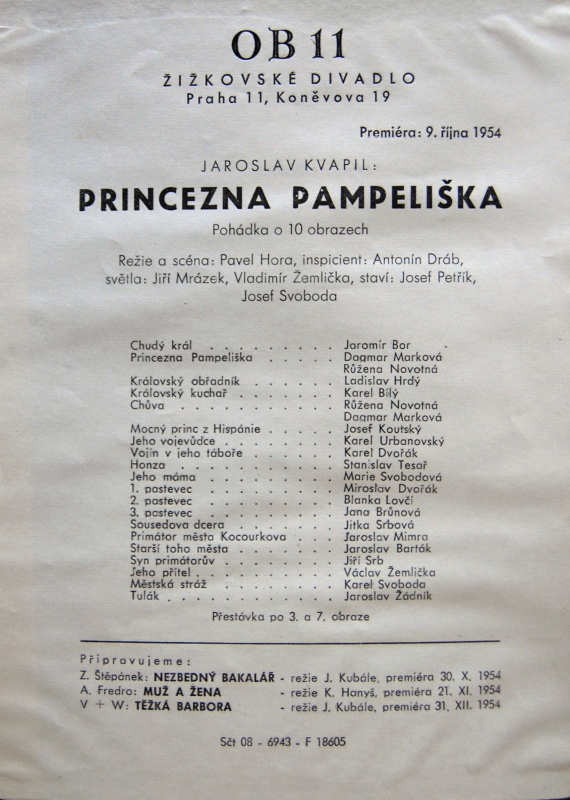 OB 11
ŽIŽKOVSKÉ DIVADLO
Praha 11, Koněvova 19
Premiéra: 9. října 1954
JAROSLAV KVAPIL:
PRINCEZNA PAMPELIŠKA
Pohádka o 10 obrazech
Režie a scéna: Pavel Hora, inspicient: Antonín Dráb,
světla: Jiří Mrázek, Vladimír Žemlička, staví: Josef Petřík,
Josef Svoboda
Chudý král . . . . . . . . . Jaromír Bor
Princezna Pampeliška . . . . . Dagmar Marková
Růžena Novotná
Královský obřadník . . . . . . Ladislav Hrdý
Královský kuchař . . . . . . . Karel Bílý
Chůva . . . . . . . . . . Růžena Novotná
Dagmar Marková
Mocný princ z Hispánie . . . . . Josef Koutský
Jeho vojevůdce . . . . . . . Karel Urbanovský
Vojín v jeho táboře . . . . . . Karel Dvořák
Honza . . . . . . . . . . Stanislav Tesař
Jeho máma . . . . . . . . . Marie Svobodová
1. pastevec . . . . . . . . . Miroslav Dvořák
2. pastevec . . . . . . . . . Blanka Lovčí
3. pastevec . . . . . . . . . Jana Brůnová
Sousedova dcera . . . . . . . Jitka Srbová
Primátor města Kocourkova . . . . Jaroslav Mimra
Starší toho města . . . . . . . Jaroslav Barták
Syn primátorův . . . . . . . Jiří Srb
Jeho přítel . . . . . . . . . Václav Žemlička
Městská stráž . . . . . . . . Karel Svoboda
Tulák . . . . . . . . . . Jaroslav Žádník
Přestávka po 3. a 7. obraze
Připravujeme:
Z. Štěpánek: NEZBEDNÝ BAKALÁŘ - režie J. Kubále, premiéra 30. X. 1954
A. Fredro: MUŽ A ŽENA - režie K. Hanyš, premiéra 21. XI. 1954
V + W: TĚŽKÁ BARBORA - režie J. Kubále, premiéra 31. XII. 1954
Sčt 08 - 6943 - F 18605